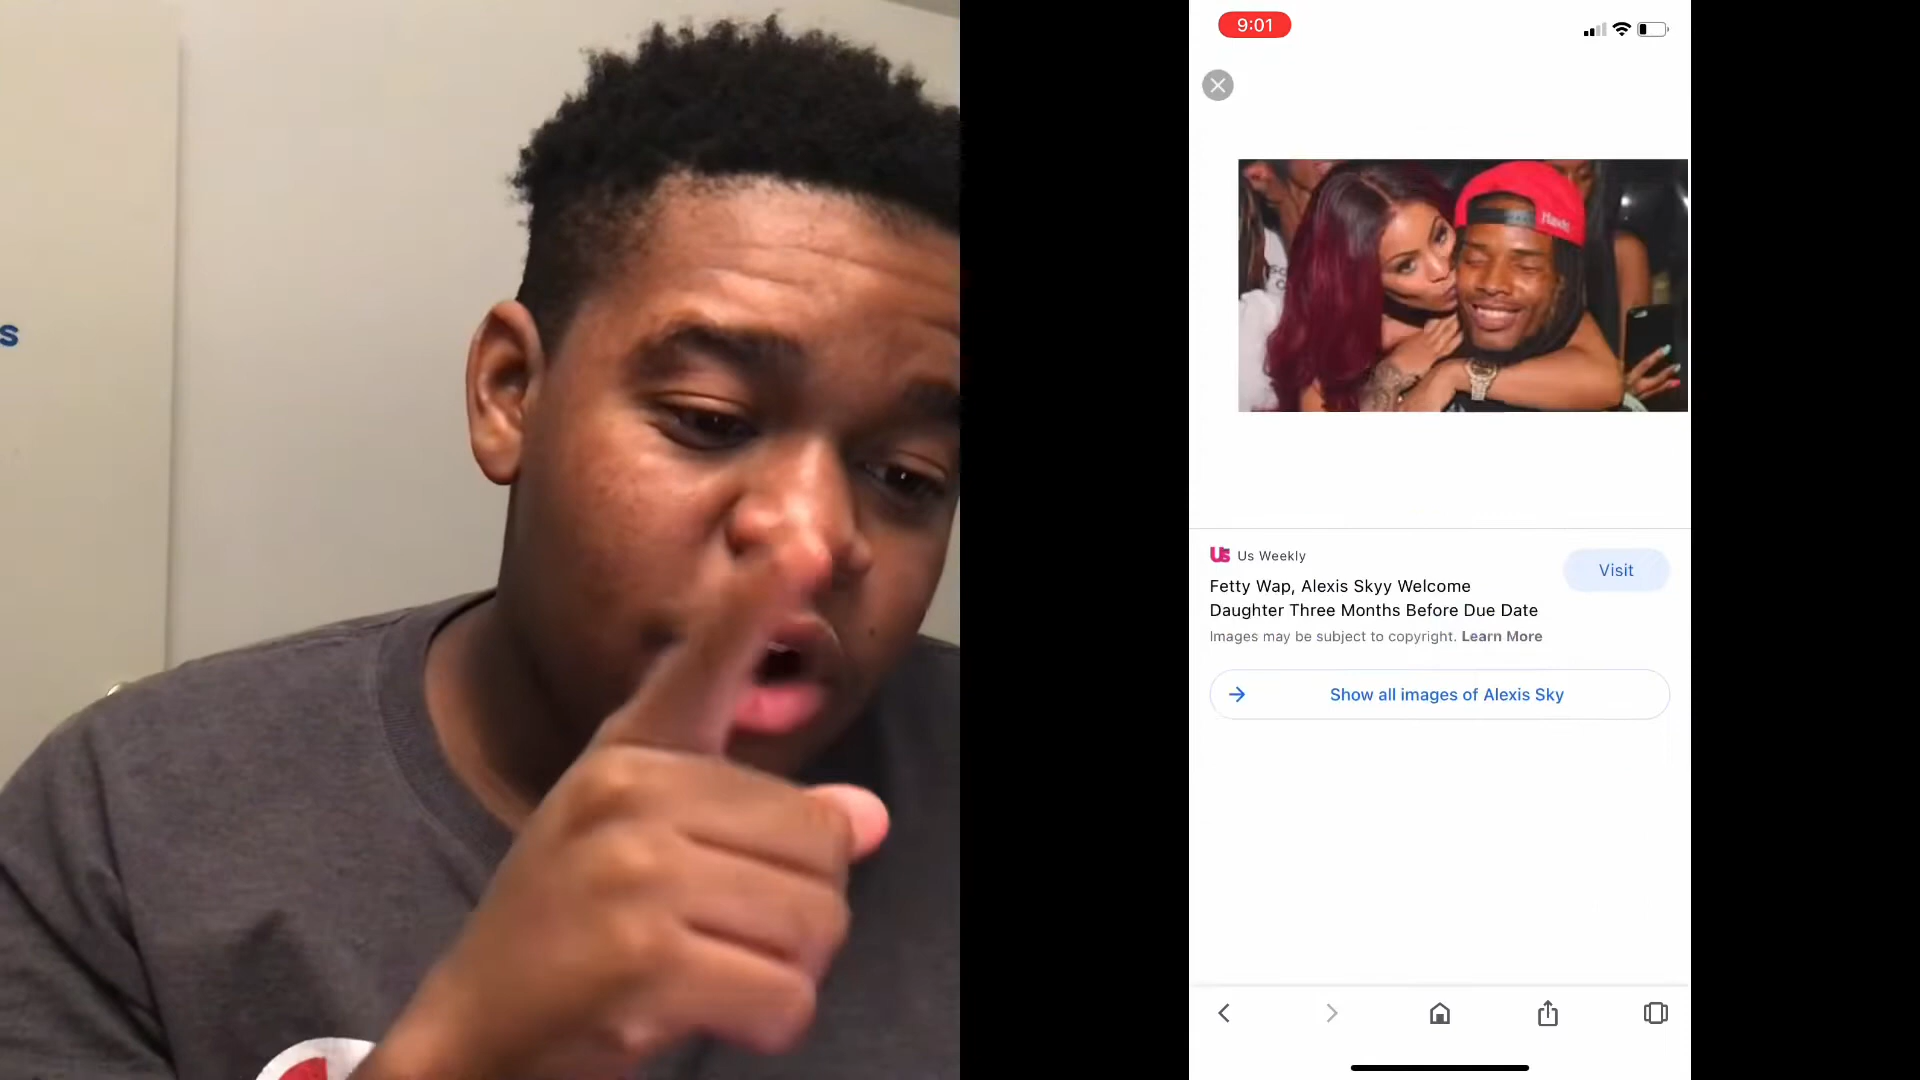 s
9:01
Us Us Weekly
Visit
Fetty Wap, Alexis Skyy Welcome
Daughter Three Months Before Due Date
Images may be subject to copyright. Learn More
Show all images of Alexis Sky